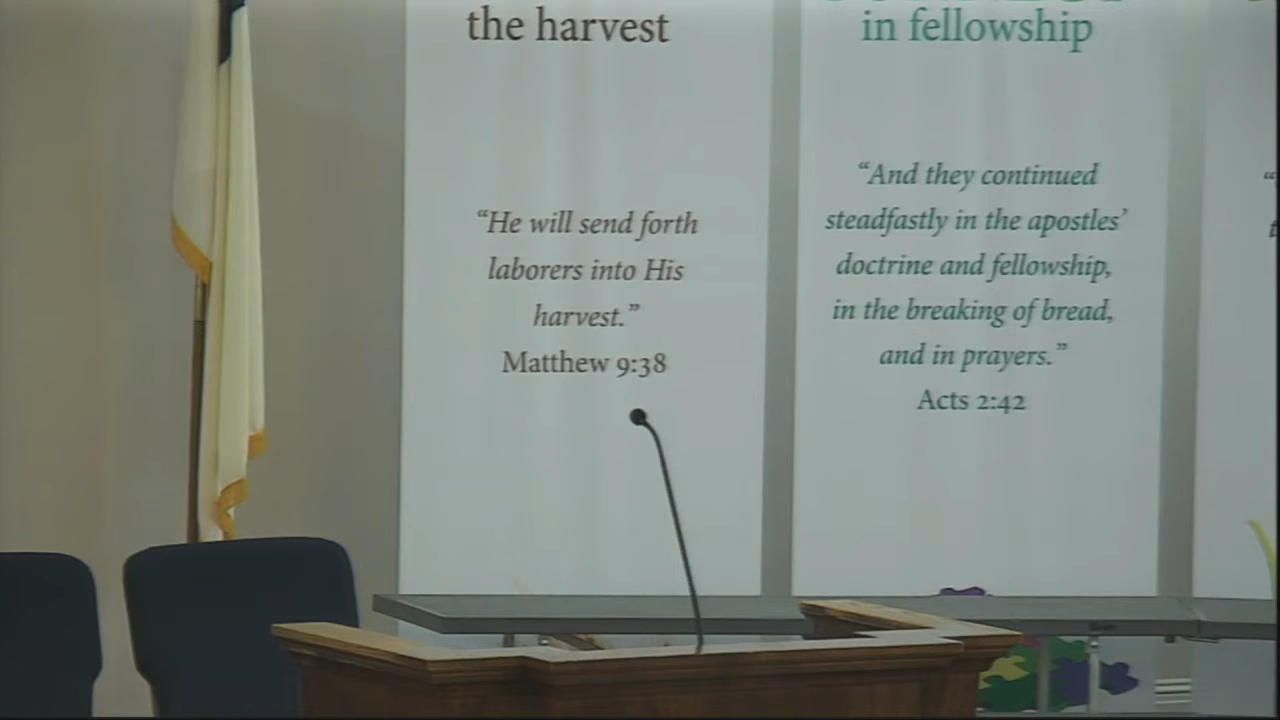 the harvest
"He will send forth
laborers into His
harvest."
Matthew 9:38
in fellowship
"And they continued
steadfastly in the apostles'
doctrine and fellowship,
in the breaking of bread,
and in prayers."
Acts 2:42